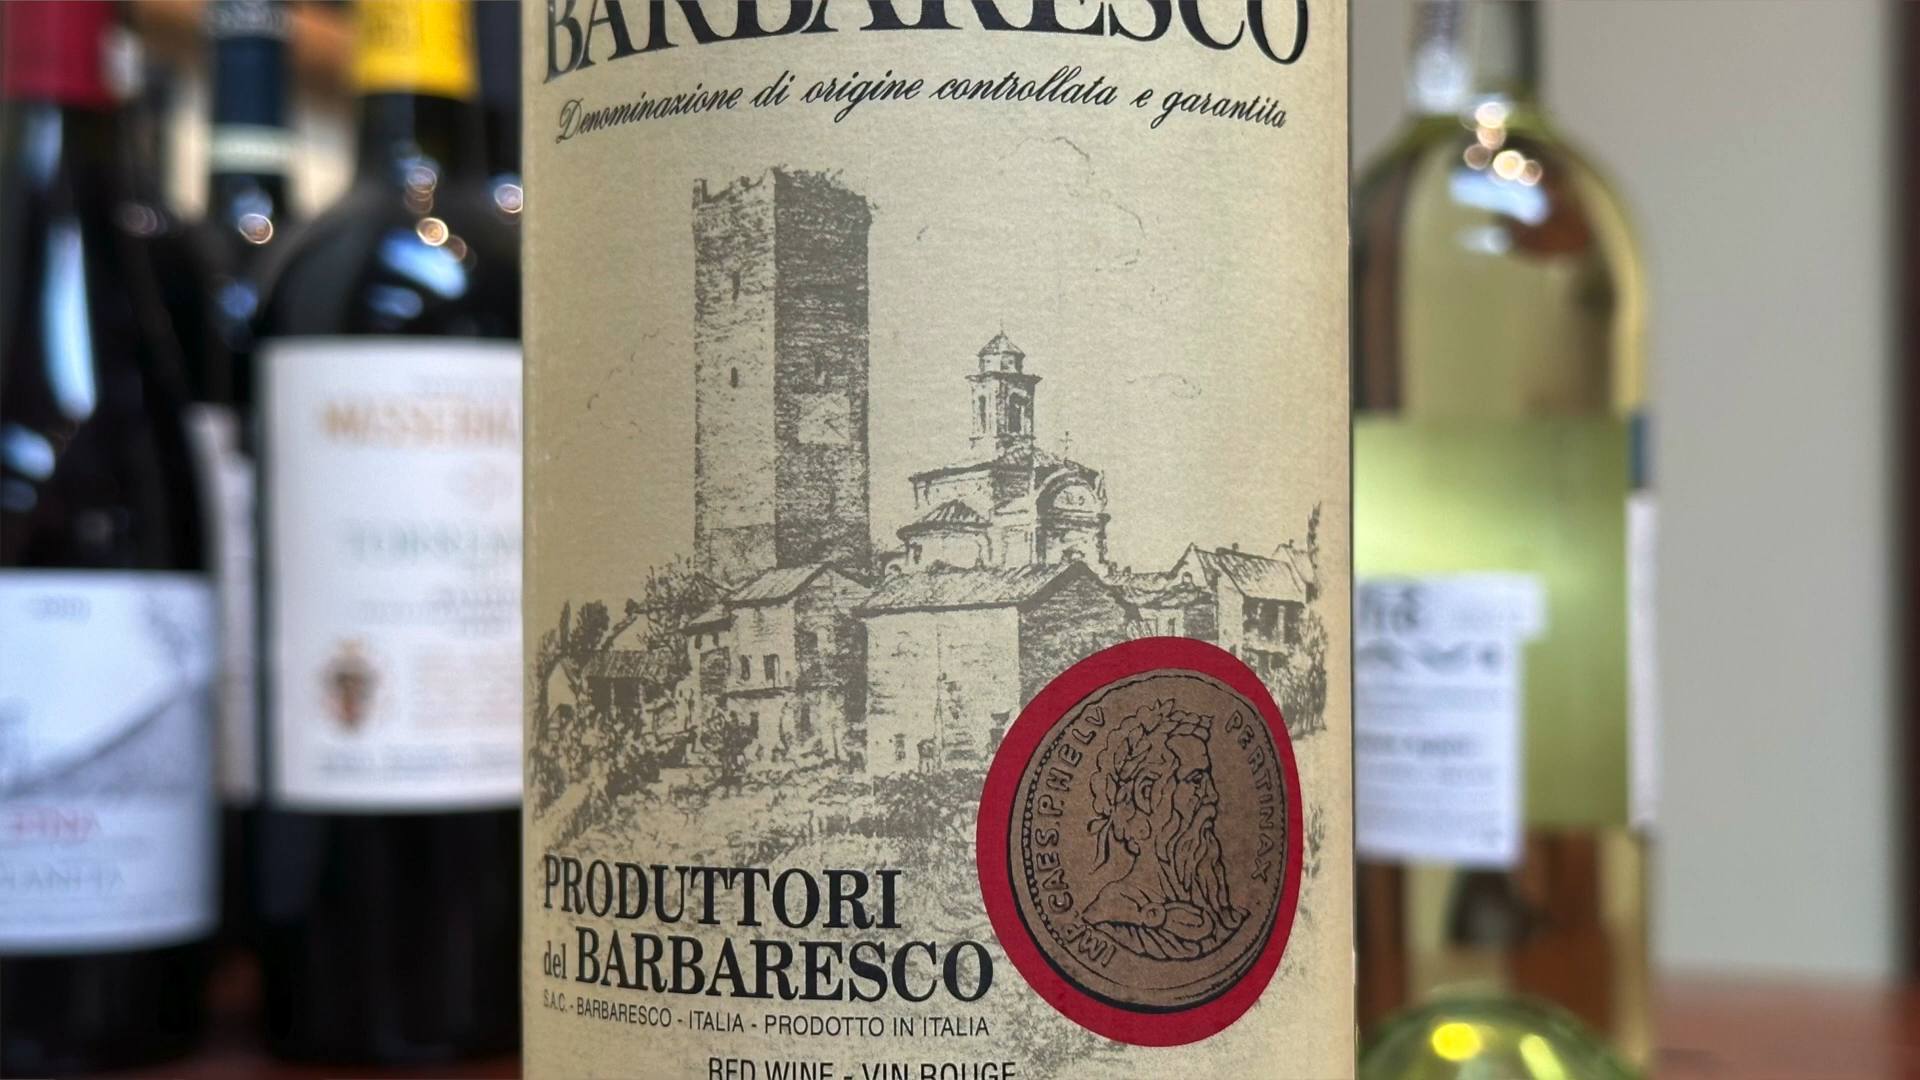 BARBARESCO
Denominazione di origine controllata e garantita
IMP. CAES. P. HELV PERTINAX
PRODUTTORI
del BARBARESCO
S.A.C. - BARBARESCO - ITALIA - PRODOTTO IN ITALIA
RED WINE - VIN ROUGE
MASSERIA